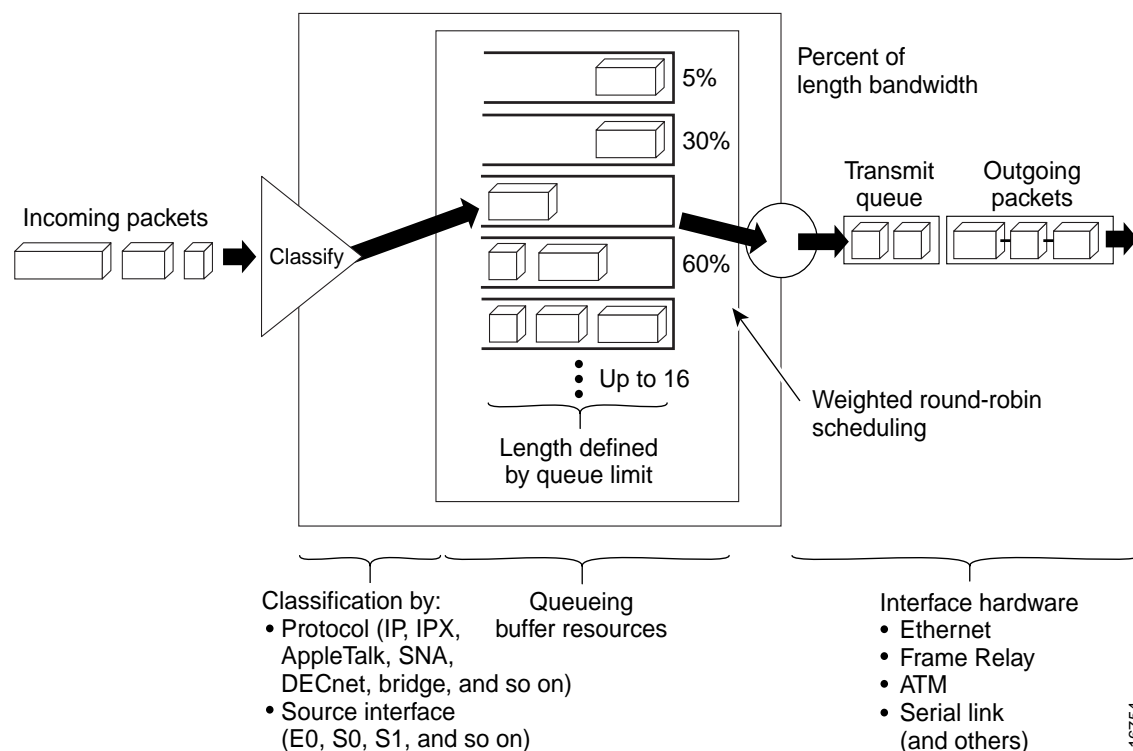 5%
Percent of
length bandwidth
30%
Transmit
queue
Outgoing
packets
Incoming packets
Classify
60%
Up to 16
Weighted round-robin
scheduling
Length defined
by queue limit
Classification by:
• Protocol (IP, IPX,
AppleTalk, SNA,
DECnet, bridge, and so on)
• Source interface
(E0, S0, S1, and so on)
Queueing
buffer resources
Interface hardware
• Ethernet
• Frame Relay
• ATM
• Serial link
(and others)